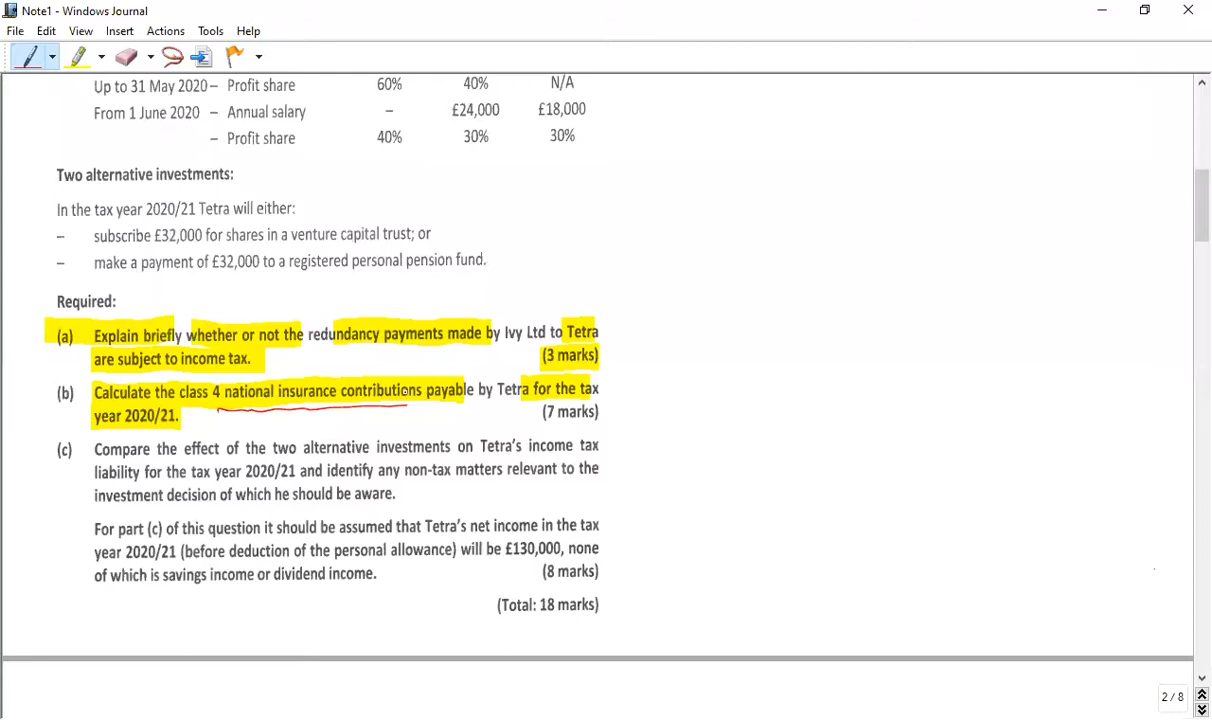 Note1 - Windows Journal
File Edit View Insert Actions Tools Help
Up to 31 May 2020 – Profit share 60% 40% N/A
From 1 June 2020 – Annual salary – £24,000 £18,000
– Profit share 40% 30% 30%
Two alternative investments:
In the tax year 2020/21 Tetra will either:
– subscribe £32,000 for shares in a venture capital trust; or
– make a payment of £32,000 to a registered personal pension fund.
Required:
(a) Explain briefly whether or not the redundancy payments made by Ivy Ltd to Tetra
are subject to income tax. (3 marks)
(b) Calculate the class 4 national insurance contributions payable by Tetra for the tax
year 2020/21. (7 marks)
(c) Compare the effect of the two alternative investments on Tetra's income tax
liability for the tax year 2020/21 and identify any non-tax matters relevant to the
investment decision of which he should be aware.
For part (c) of this question it should be assumed that Tetra's net income in the tax
year 2020/21 (before deduction of the personal allowance) will be £130,000, none
of which is savings income or dividend income. (8 marks)
(Total: 18 marks)
2 / 8